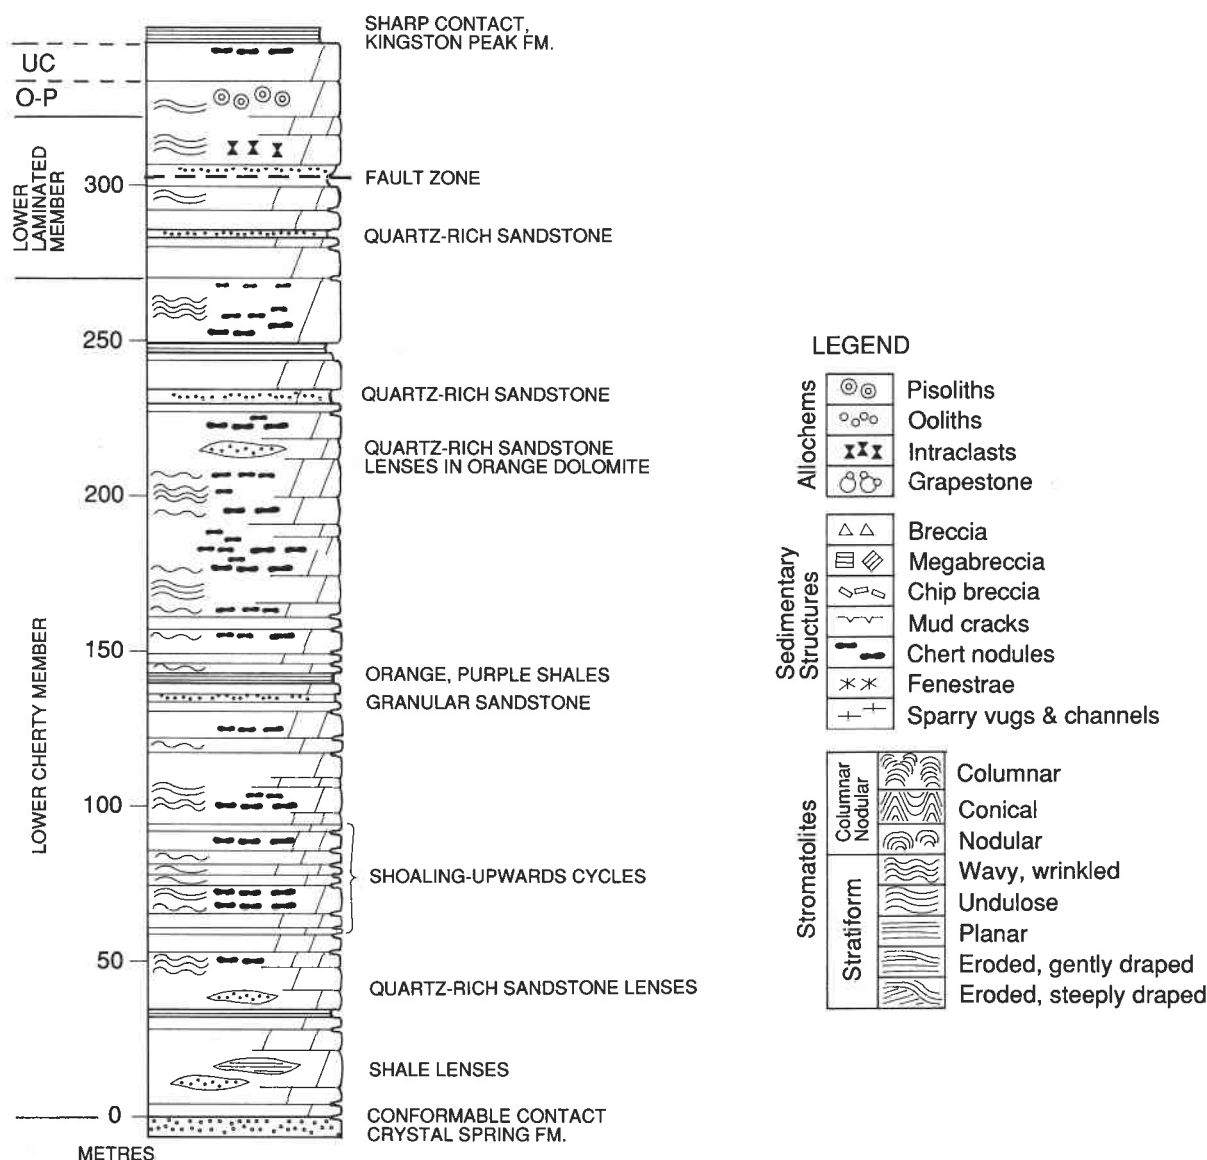 SHARP CONTACT,
KINGSTON PEAK FM.
UC
O-P
LOWER
LAMINATED
MEMBER
300
FAULT ZONE
QUARTZ-RICH SANDSTONE
250
QUARTZ-RICH SANDSTONE
QUARTZ-RICH SANDSTONE
LENSES IN ORANGE DOLOMITE
200
LOWER CHERTY MEMBER
150
ORANGE, PURPLE SHALES
GRANULAR SANDSTONE
100
SHOALING-UPWARDS CYCLES
50
QUARTZ-RICH SANDSTONE LENSES
SHALE LENSES
0
CONFORMABLE CONTACT
CRYSTAL SPRING FM.
METRES
LEGEND
Allochems
Pisoliths
Ooliths
Intraclasts
Grapestone
Sedimentary
Structures
Breccia
Megabreccia
Chip breccia
Mud cracks
Chert nodules
Fenestrae
Sparry vugs & channels
Stromatolites
Columnar
Nodular
Columnar
Conical
Nodular
Stratiform
Wavy, wrinkled
Undulose
Planar
Eroded, gently draped
Eroded, steeply draped